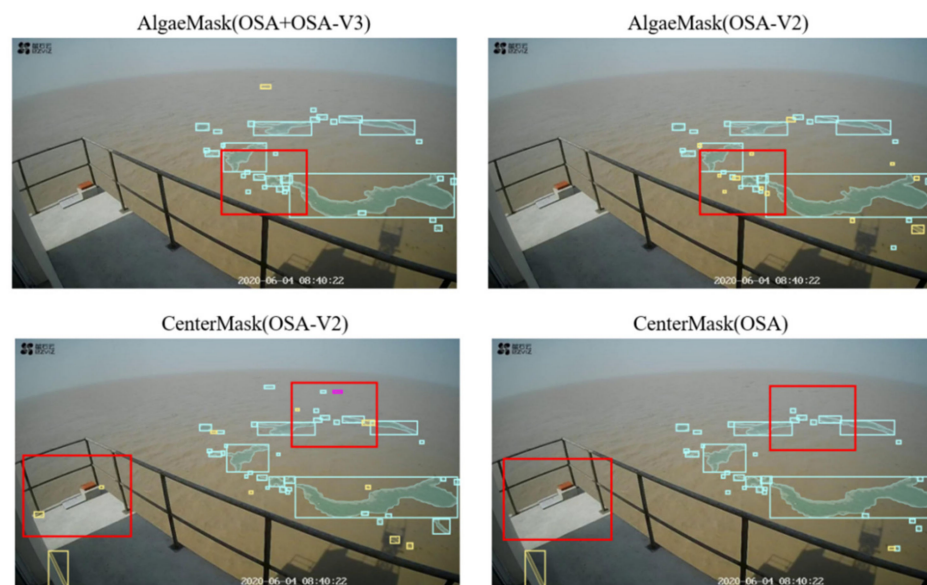 AlgaeMask(OSA+OSA-V3)
AlgaeMask(OSA-V2)
2020-06-04 08:40:22
2020-06-04 08:40:22
CenterMask(OSA-V2)
CenterMask(OSA)
2020-06-04 08:40:22
2020-06-04 08:40:22